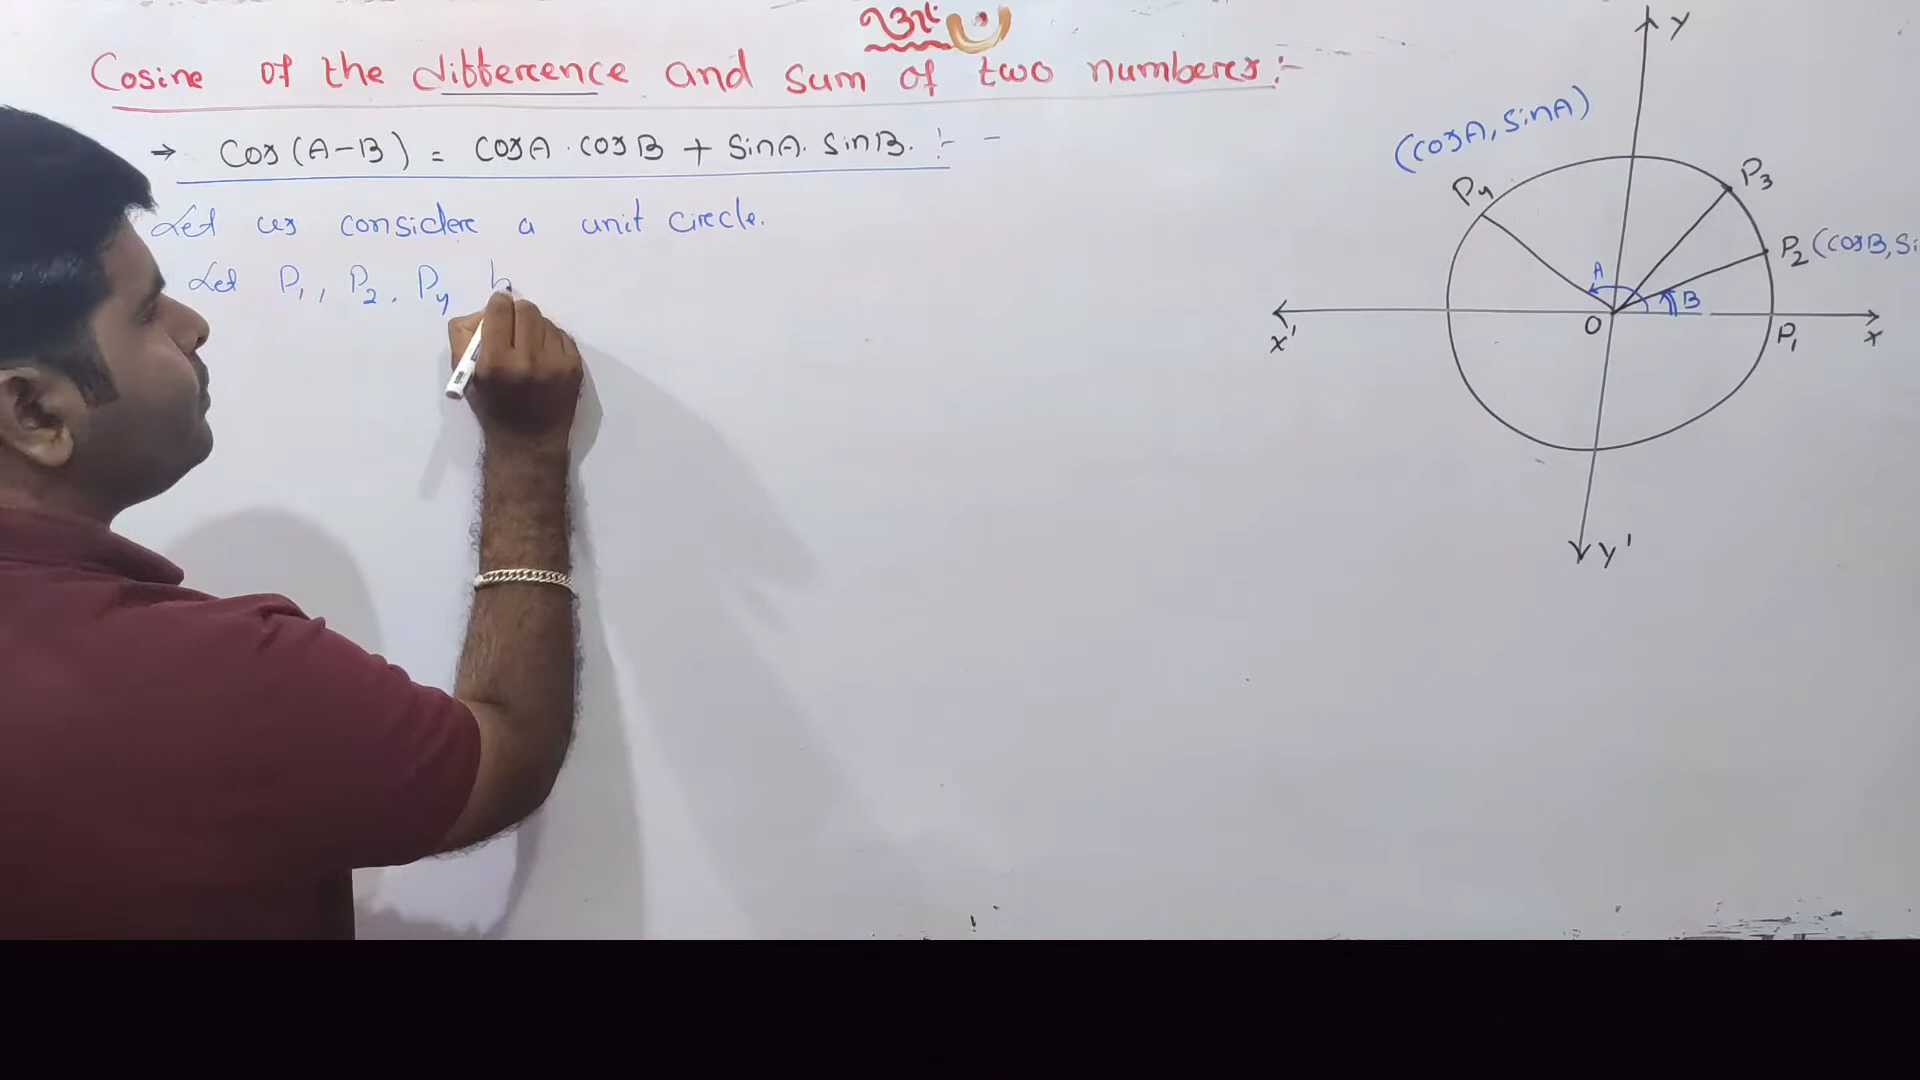 Cosine of the difference and sum of two numbers:-
→ Cos(A-B) = cosA . cosB + SinA. SinB. :-
Let us consider a unit circle.
Let P₁, P₂, P₄ b
Y
(cosA, SinA)
P₃
P₄
P₂ (cosB, Si
A
B
O
P₁
x'
x
Y'